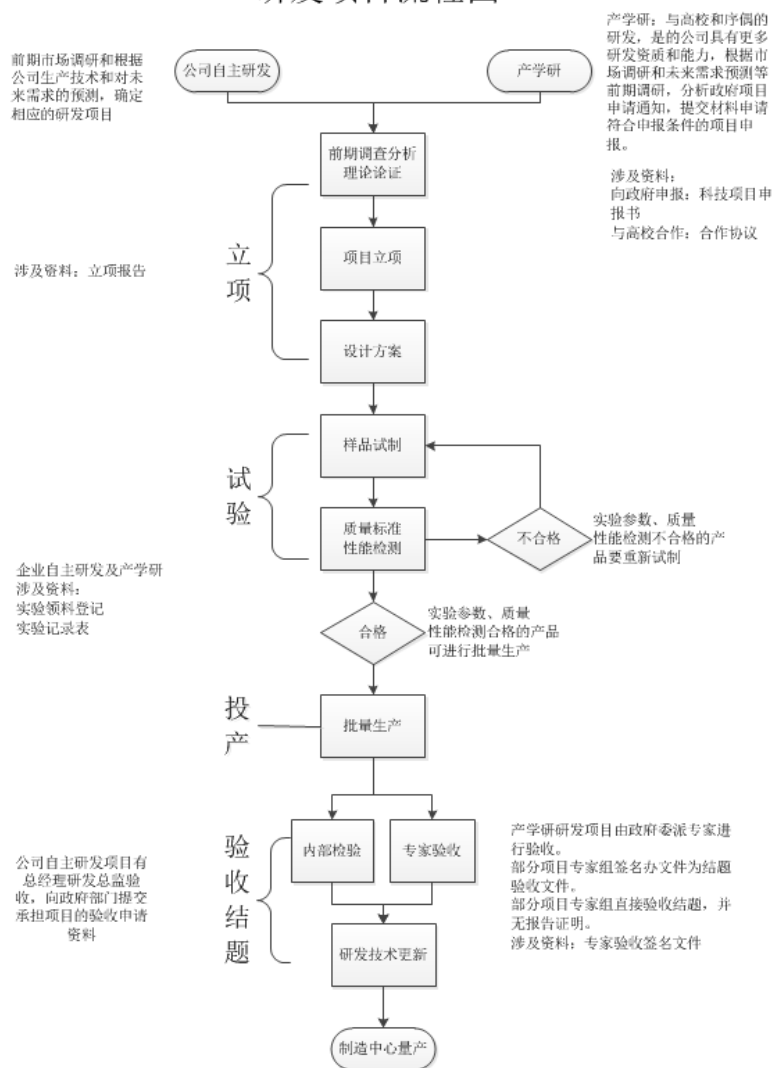 研发项目流程图
前期市场调研和根据
公司生产技术和对未
来需求的预测，确定
相应的研发项目
公司自主研发
产学研
产学研：与高校和序偶的
研发，是的公司具有更多
研发资质和能力，根据市
场调研和未来需求预测等
前期调研，分析政府项目
申请通知，提交材料申请
符合申报条件的项目申
报。
涉及资料：
向政府申报：科技项目申
报书
与高校合作：合作协议
前期调查分析
理论论证
立项
涉及资料：立项报告
项目立项
设计方案
试验
样品试制
质量标准
性能检测
不合格
实验参数、质量
性能检测不合格的产
品要重新试制
企业自主研发及产学研
涉及资料：
实验领料登记
实验记录表
合格
实验参数、质量
性能检测合格的产品
可进行批量生产
投产
批量生产
验收结题
内部检验
专家验收
公司自主研发项目有
总经理研发总监验
收，向政府部门提交
承担项目的验收申请
资料
产学研研发项目由政府委派专家进
行验收。
部分项目专家组签名办文件为结题
验收文件。
部分项目专家组直接验收结题，并
无报告证明。
涉及资料：专家验收签名文件
研发技术更新
制造中心量产